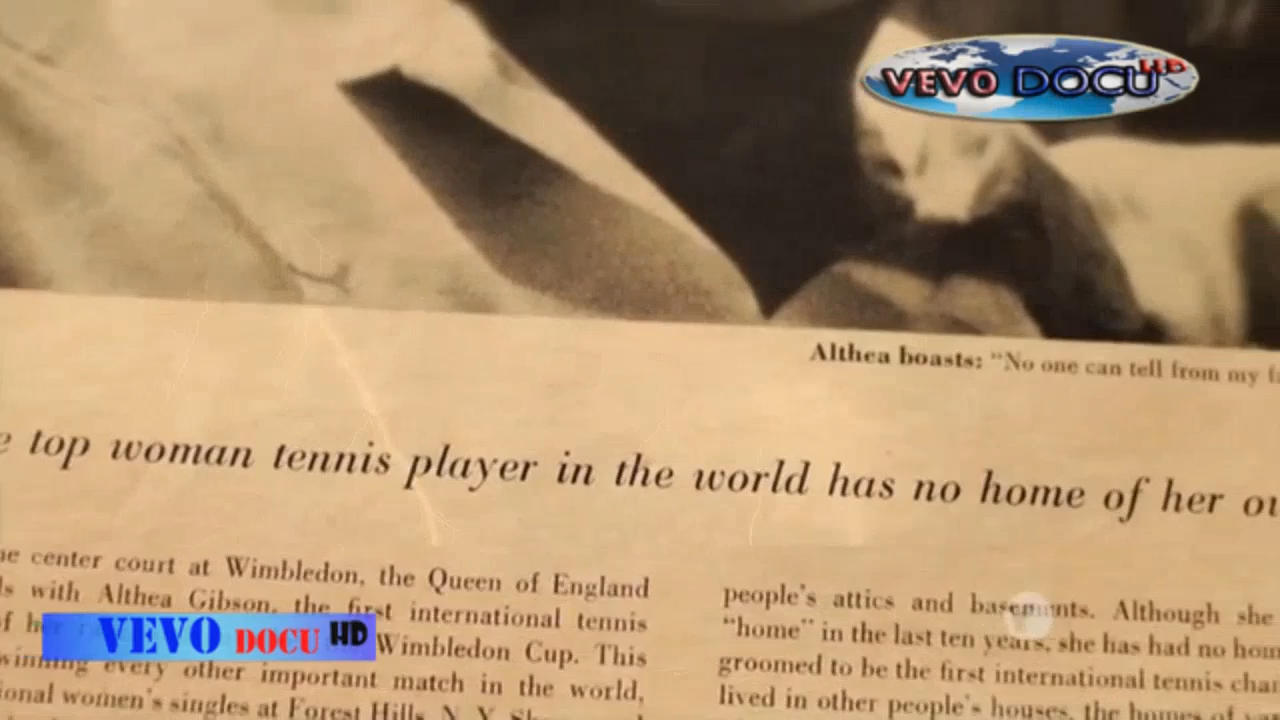 VEVO DOCU HD
Althea boasts: "No one can tell from my
top woman tennis player in the world has no home of her
center court at Wimbledon, the Queen of England
with Althea Gibson, the first international tennis
Wimbledon Cup. This
winning every other important match in the world,
women's singles at Forest Hills, N. Y.
people's attics and basements. Although she
"home" in the last ten years, she has had no
groomed to be the first international tennis
lived in other people's houses, the homes of
VEVO DOCU HD